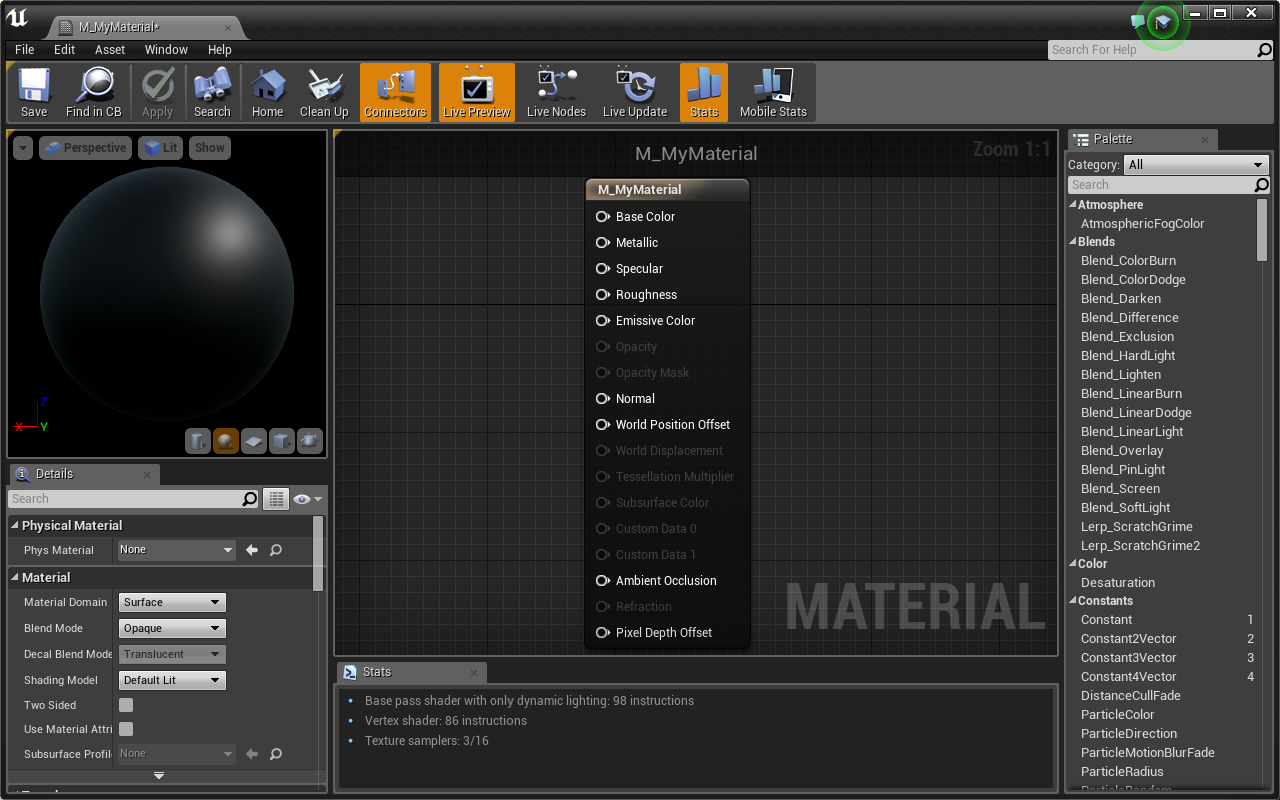 M_MyMaterial*
File Edit Asset Window Help
Search For Help
Save Find in CB Apply Search Home Clean Up Connectors Live Preview Live Nodes Live Update Stats Mobile Stats
Perspective Lit Show
Z
X Y
Details
Search
Physical Material
Phys Material None
Material
Material Domain Surface
Blend Mode Opaque
Decal Blend Mode Translucent
Shading Model Default Lit
Two Sided
Use Material Attri
Subsurface Profil None
M_MyMaterial
Zoom 1:1
M_MyMaterial
Base Color
Metallic
Specular
Roughness
Emissive Color
Opacity
Opacity Mask
Normal
World Position Offset
World Displacement
Tessellation Multiplier
Subsurface Color
Custom Data 0
Custom Data 1
Ambient Occlusion
Refraction
Pixel Depth Offset
MATERIAL
Stats
Base pass shader with only dynamic lighting: 98 instructions
Vertex shader: 86 instructions
Texture samplers: 3/16
Palette
Category: All
Search
Atmosphere
AtmosphericFogColor
Blends
Blend_ColorBurn
Blend_ColorDodge
Blend_Darken
Blend_Difference
Blend_Exclusion
Blend_HardLight
Blend_Lighten
Blend_LinearBurn
Blend_LinearDodge
Blend_LinearLight
Blend_Overlay
Blend_PinLight
Blend_Screen
Blend_SoftLight
Lerp_ScratchGrime
Lerp_ScratchGrime2
Color
Desaturation
Constants
Constant 1
Constant2Vector 2
Constant3Vector 3
Constant4Vector 4
DistanceCullFade
ParticleColor
ParticleDirection
ParticleMotionBlurFade
ParticleRadius